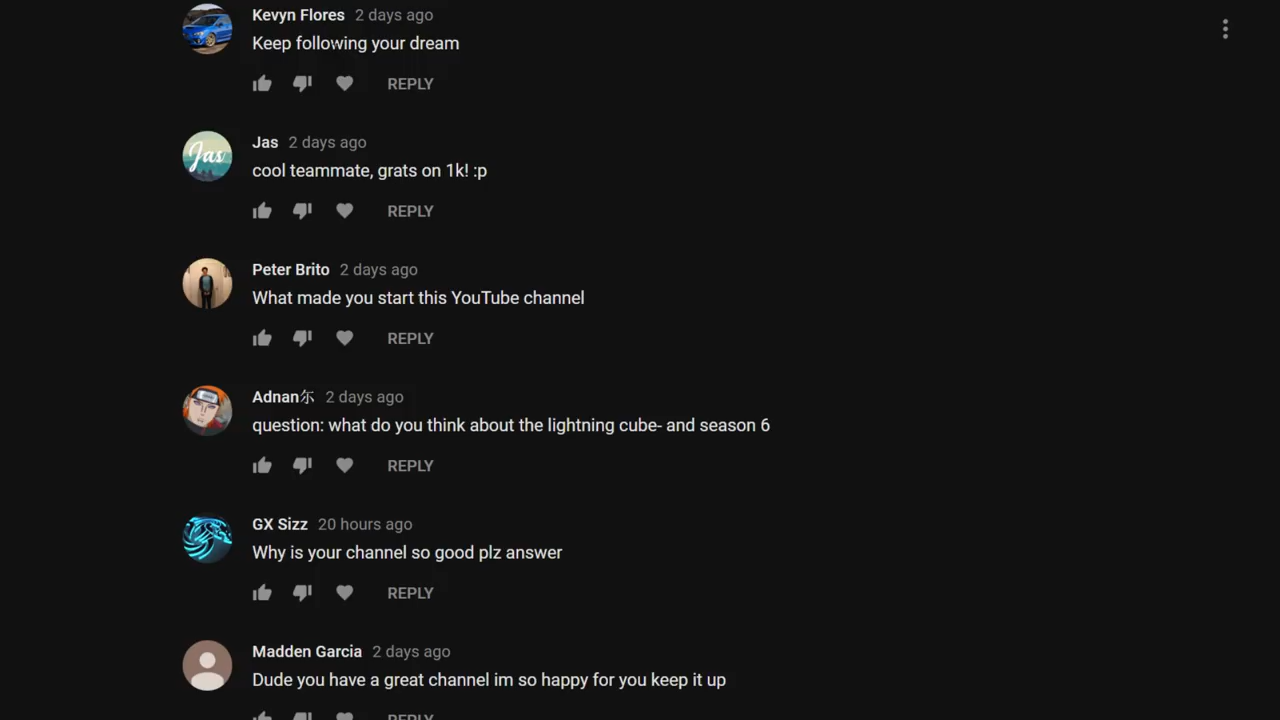 Kevyn Flores 2 days ago
Keep following your dream
REPLY
Jas
Jas 2 days ago
cool teammate, grats on 1k! :p
REPLY
Peter Brito 2 days ago
What made you start this YouTube channel
REPLY
Adnan尔 2 days ago
question: what do you think about the lightning cube- and season 6
REPLY
GX Sizz 20 hours ago
Why is your channel so good plz answer
REPLY
Madden Garcia 2 days ago
Dude you have a great channel im so happy for you keep it up
REPLY